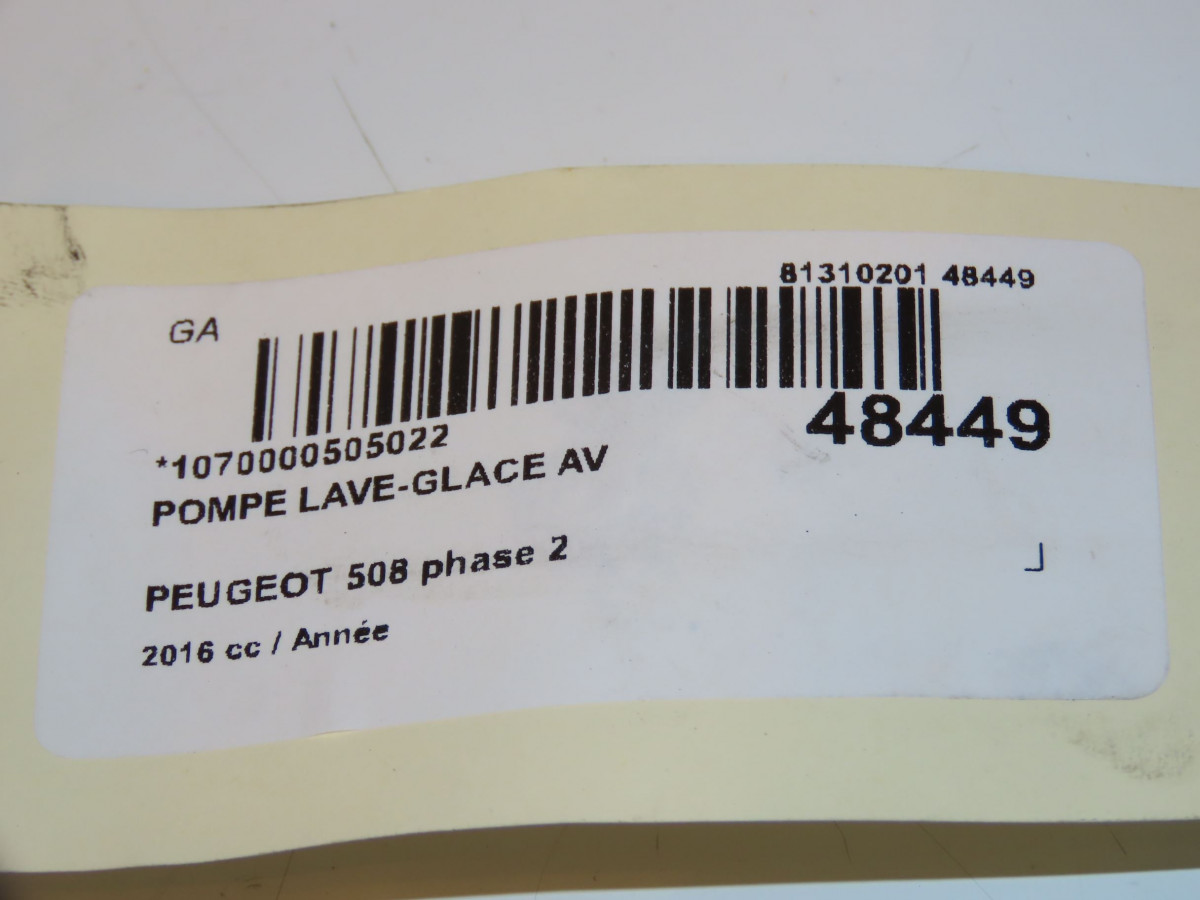 81310201 48449
GA
48449
*1070000505022
POMPE LAVE-GLACE AV
PEUGEOT 508 phase 2
2016 cc / Année